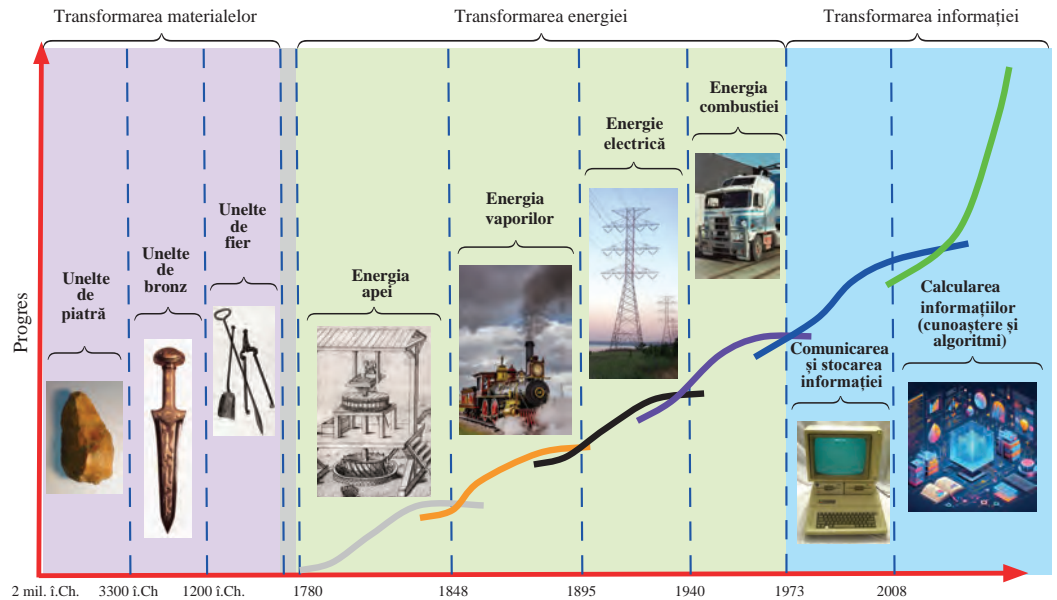 Transformarea materialelor
Transformarea energiei
Transformarea informației
Progres
Unelte
de
piatră
Unelte
de
bronz
Unelte
de
fier
Energia
apei
Energia
vaporilor
Energie
electrică
Energia
combustiei
Comunicarea
și stocarea
informației
Calcularea
informațiilor
(cunoaștere și
algoritmi)
2 mil. î.Ch.
3300 î.Ch
1200 î.Ch.
1780
1848
1895
1940
1973
2008